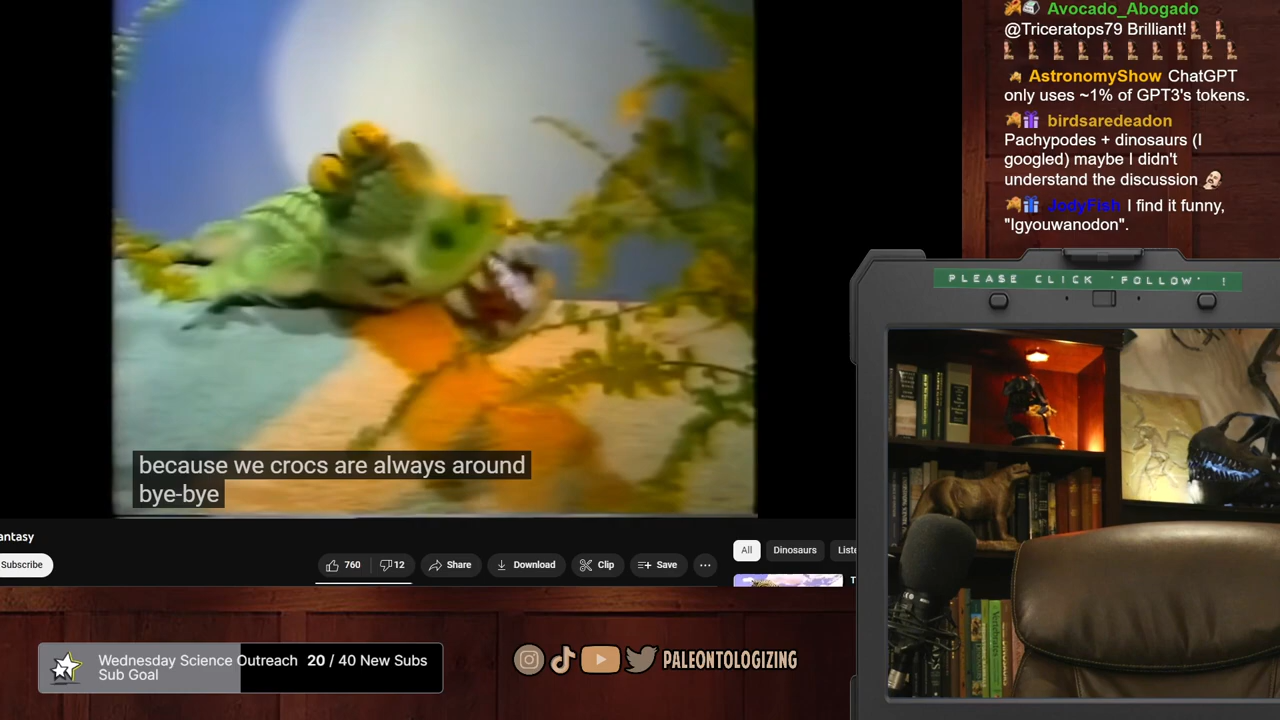 Avocado_Abogado
@Triceratops79 Brilliant!
AstronomyShow ChatGPT
only uses ~1% of GPT3's tokens.
birdsaredeadon
Pachypodes + dinosaurs (I
googled) maybe I didn't
understand the discussion
JodyFish I find it funny,
"Igyouwanodon".
PLEASE CLICK "FOLLOW" !
because we crocs are always around
bye-bye
antasy
Subscribe
760
12
Share
Download
Clip
Save
All
Dinosaurs
Liste
T
Wednesday Science Outreach 20 / 40 New Subs
Sub Goal
PALEONTOLOGIZING